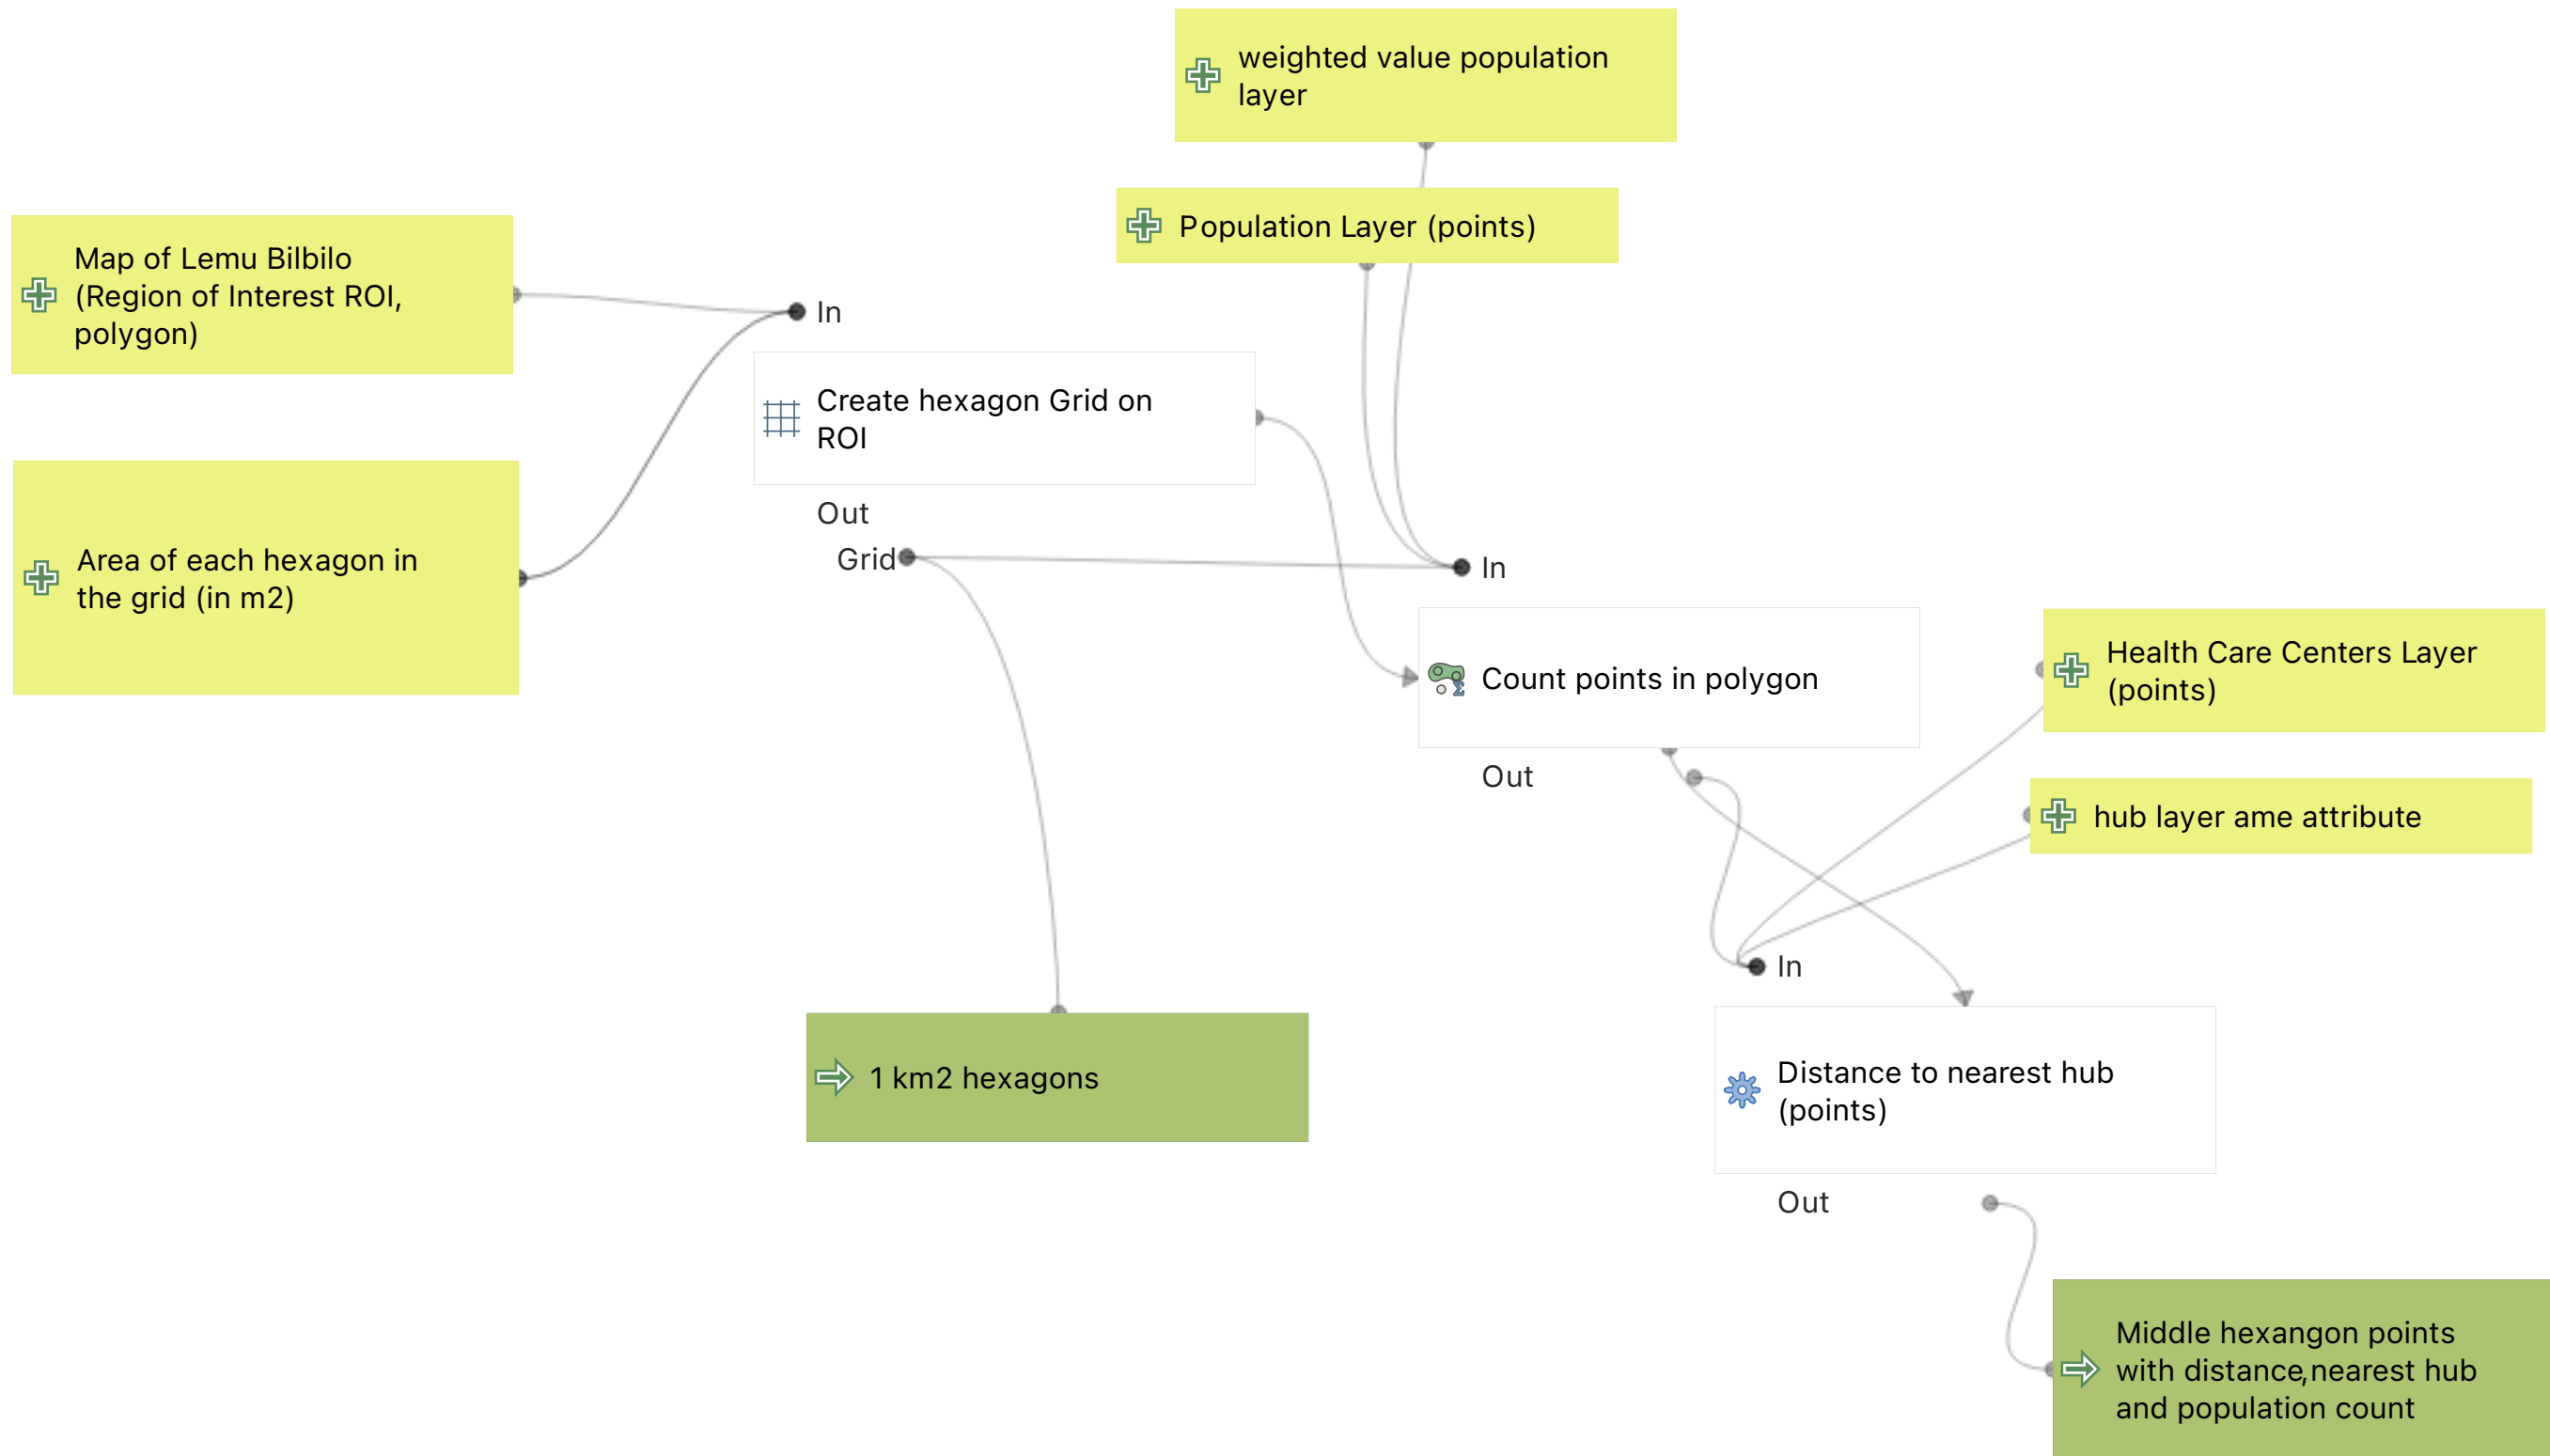 weighted value population
layer
Population Layer (points)
Map of Lemu Bilbilo
(Region of Interest ROI,
polygon)
In
Create hexagon Grid on
ROI
Out
Grid
Area of each hexagon in
the grid (in m2)
In
Count points in polygon
Out
Health Care Centers Layer
(points)
hub layer ame attribute
In
1 km2 hexagons
Distance to nearest hub
(points)
Out
Middle hexangon points
with distance,nearest hub
and population count